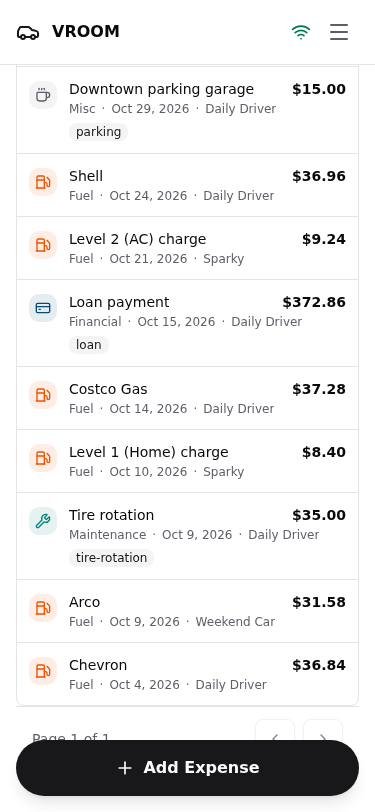 VROOM
Downtown parking garage $15.00
Misc · Oct 29, 2026 · Daily Driver
parking
Shell $36.96
Fuel · Oct 24, 2026 · Daily Driver
Level 2 (AC) charge $9.24
Fuel · Oct 21, 2026 · Sparky
Loan payment $372.86
Financial · Oct 15, 2026 · Daily Driver
loan
Costco Gas $37.28
Fuel · Oct 14, 2026 · Daily Driver
Level 1 (Home) charge $8.40
Fuel · Oct 10, 2026 · Sparky
Tire rotation $35.00
Maintenance · Oct 9, 2026 · Daily Driver
tire-rotation
Arco $31.58
Fuel · Oct 9, 2026 · Weekend Car
Chevron $36.84
Fuel · Oct 4, 2026 · Daily Driver
Page 1 of 1
Add Expense